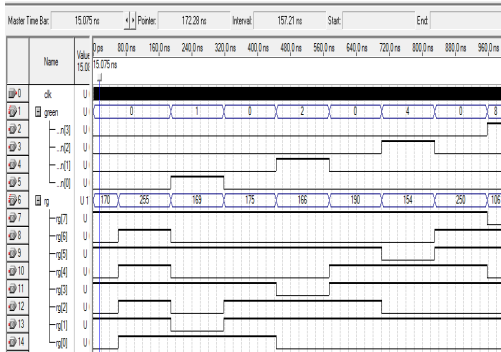 Master Time Bar: 15.075 ns Pointer: 172.28 ns Interval: 157.21 ns Start: End:
Name Value 15.0( 0 ps 80.0 ns 160.0 ns 240.0 ns 320.0 ns 400.0 ns 480.0 ns 560.0 ns 640.0 ns 720.0 ns 800.0 ns 880.0 ns 960.0 ns
15.075 ns
0 clk U
1 green U 0 1 0 2 0 4 0 8
2 ...n[3] U
3 ...n[2] U
4 ...n[1] U
5 ...n[0] U
6 rg U 1 170 255 169 175 166 190 154 250 106
7 rg[7] U
8 rg[6] U
9 rg[5] U
10 rg[4] U
11 rg[3] U
12 rg[2] U
13 rg[1] U
14 rg[0] U